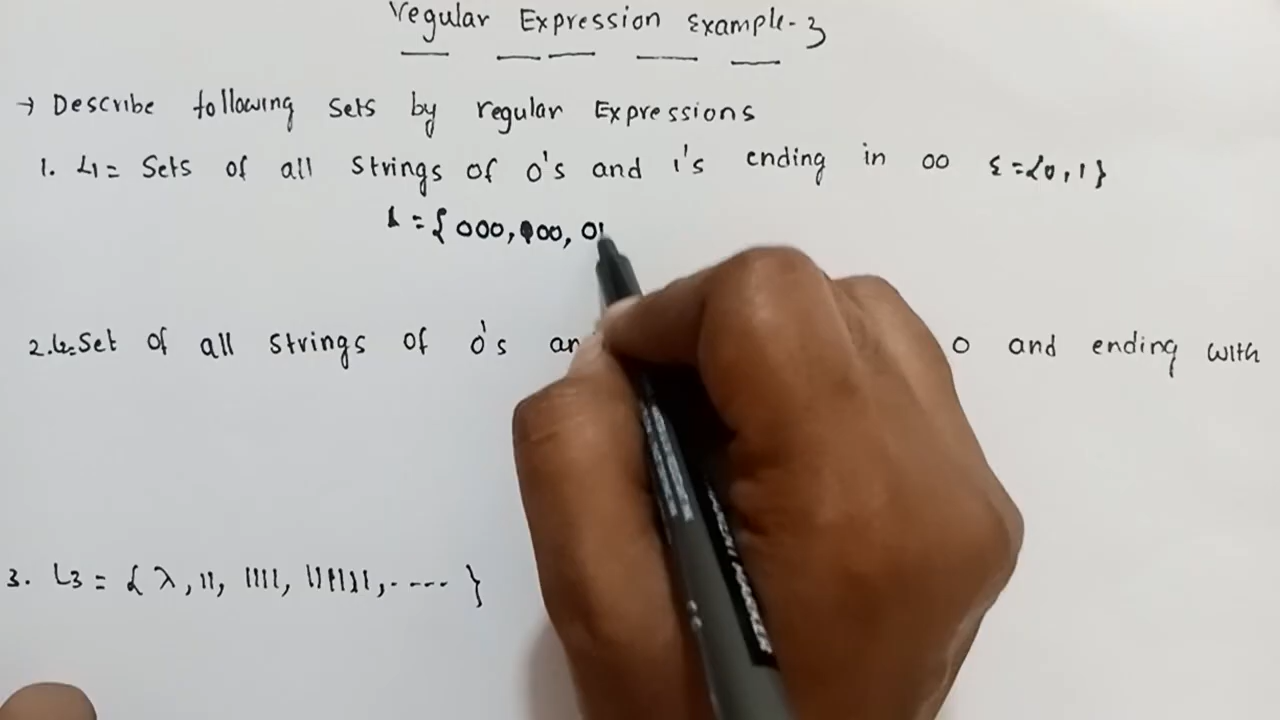 regular Expression Example-3
→ Describe following sets by regular Expressions
1. L1 = Sets of all strings of 0's and 1's ending in 00 Σ={0,1}
L = {000, 100, 01
2. L2=Set of all strings of 0's 0 and ending with
3. L3 = {λ, 11, 1111, 111111, ..---- }